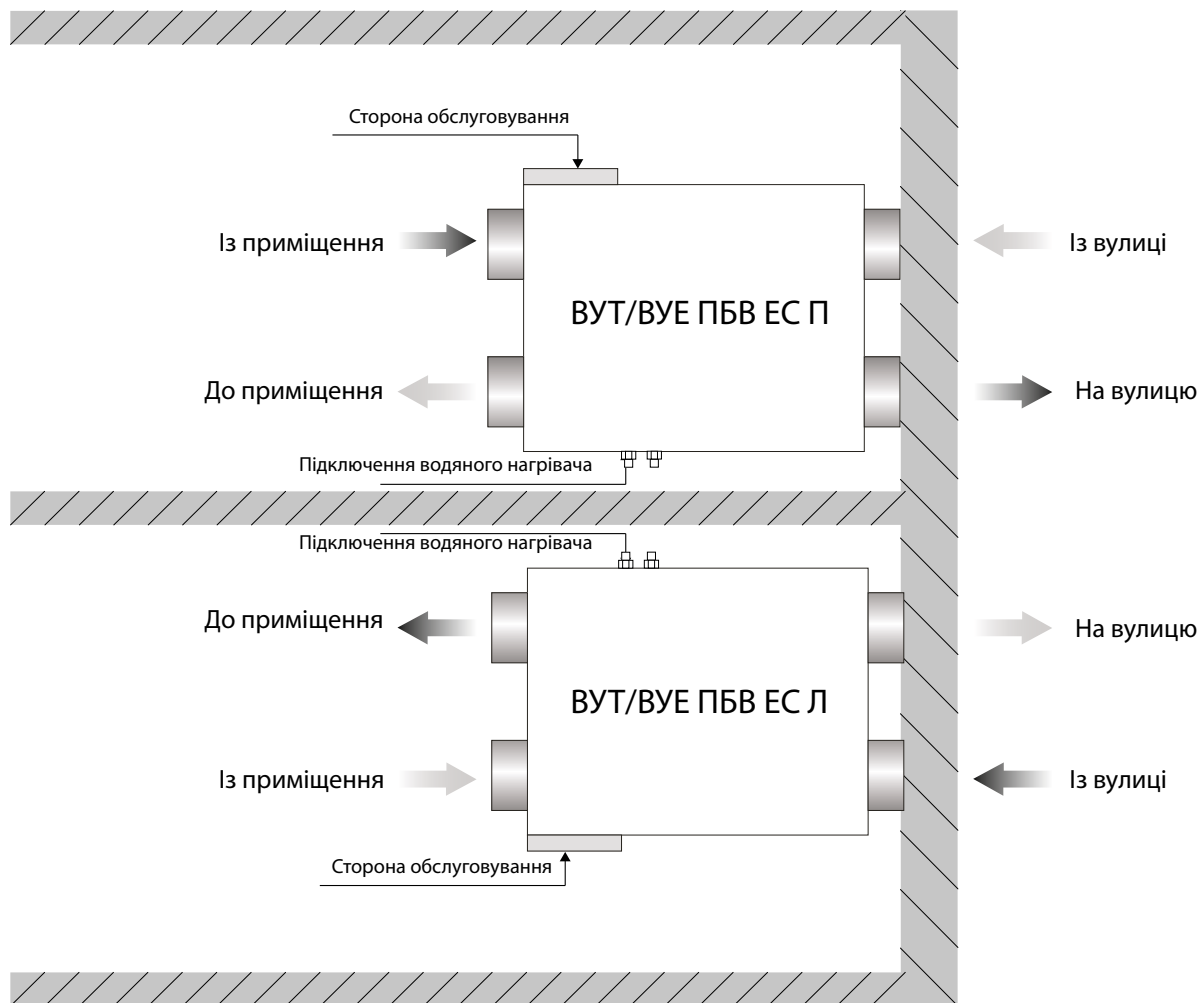 Сторона обслуговування
Із приміщення
Із вулиці
ВУТ/ВУЕ ПБВ ЕС П
До приміщення
На вулицю
Підключення водяного нагрівача
Підключення водяного нагрівача
До приміщення
На вулицю
ВУТ/ВУЕ ПБВ ЕС Л
Із приміщення
Із вулиці
Сторона обслуговування